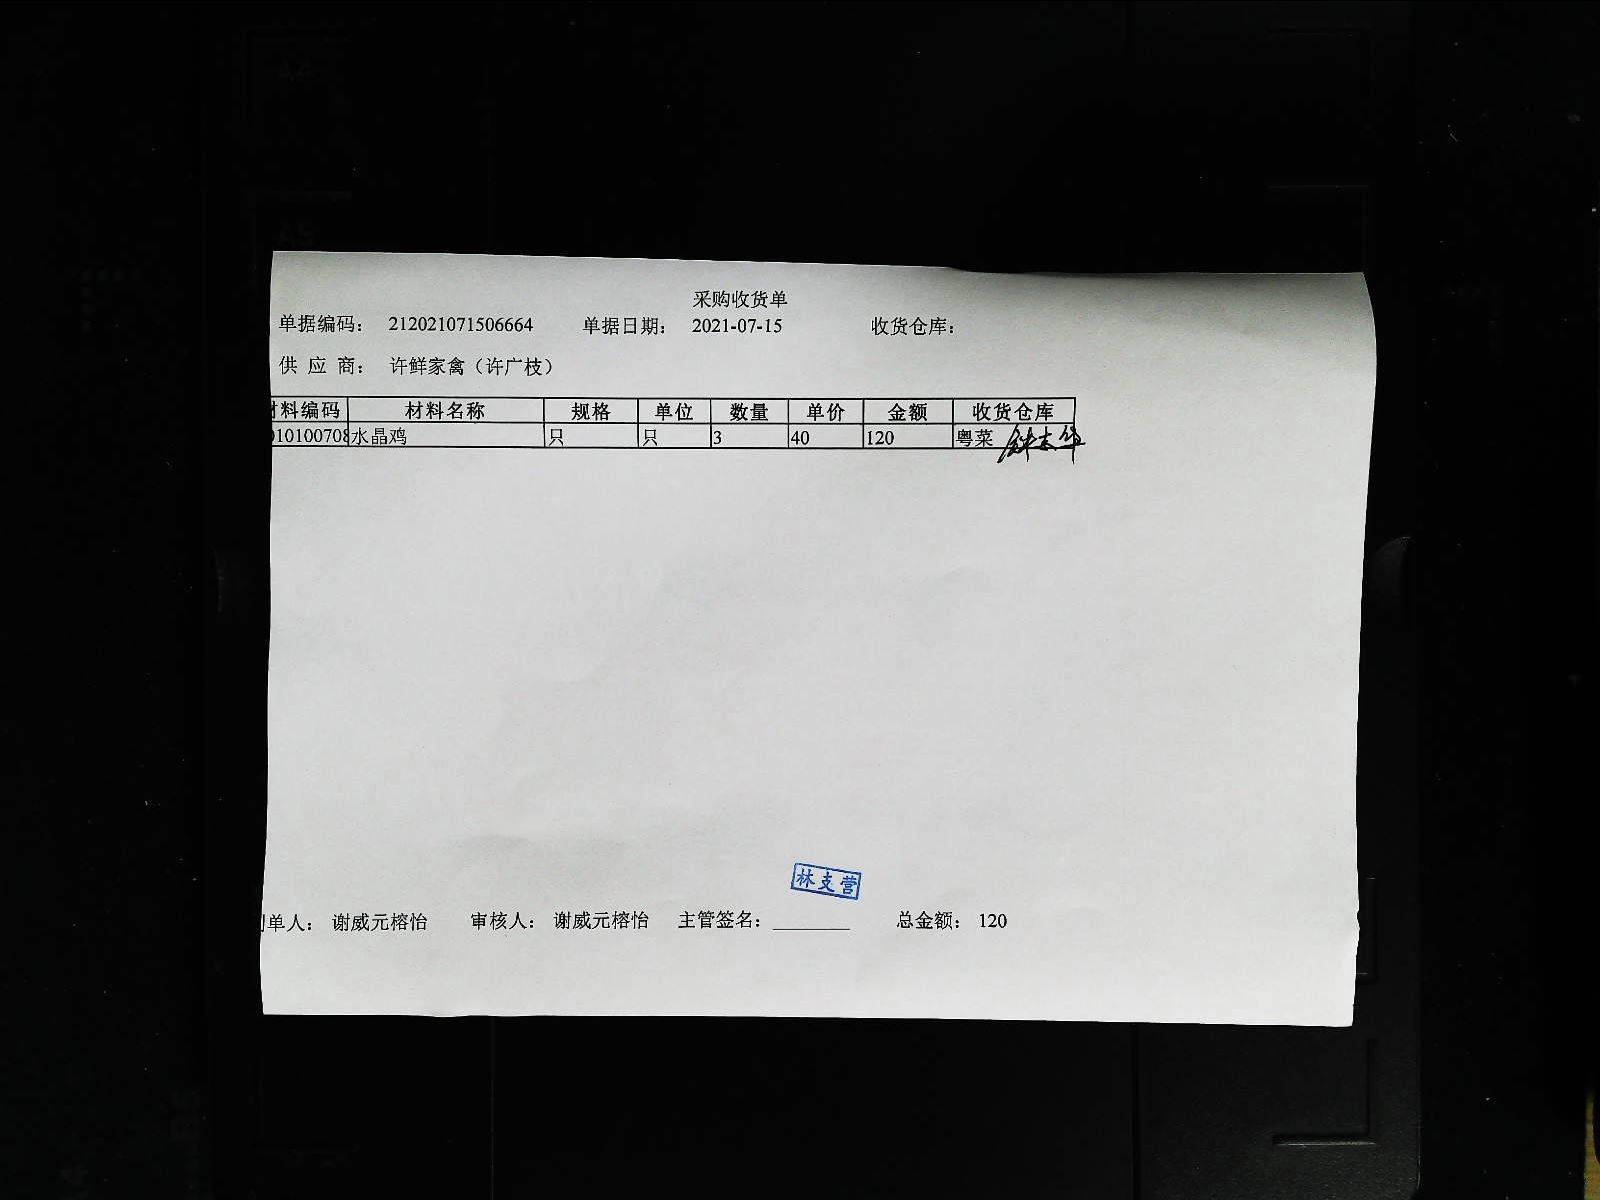 采购收货单
单据编码： 212021071506664 单据日期： 2021-07-15 收货仓库：
供 应 商： 许鲜家禽（许广枝）
材料编码 材料名称 规格 单位 数量 单价 金额 收货仓库
010100708 水晶鸡 只 只 3 40 120 粤菜
林支营
制单人： 谢威元榕怡 审核人： 谢威元榕怡 主管签名： 总金额： 120